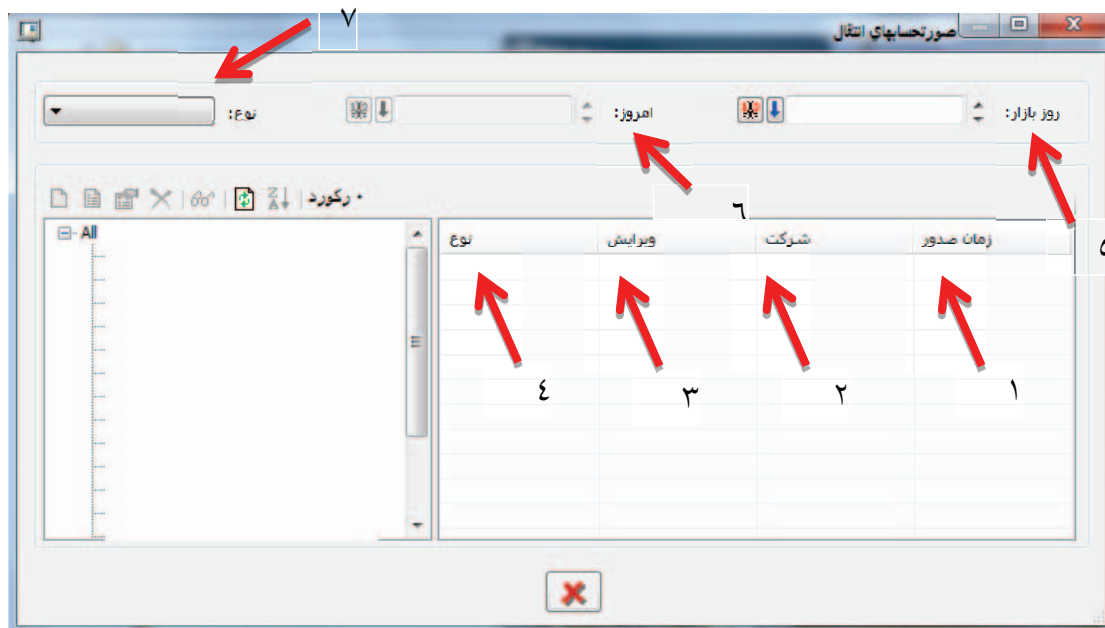 ٧
صورتحسابهاي انتقال
روز بازار: امروز: نوع:
٦
٠ رکورد
٥
All
زمان صدور شرکت ویرایش نوع
١ ٢ ٣ ٤